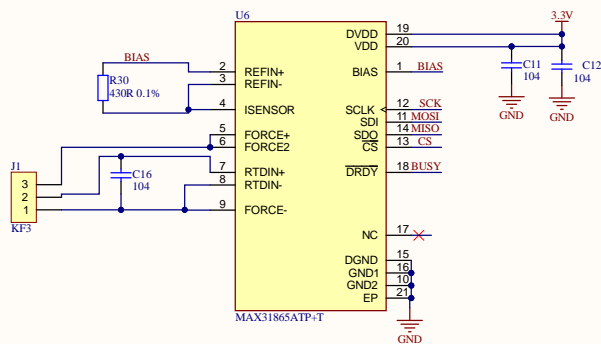 U6
3.3V
DVDD 19
VDD 20
BIAS
2 REFIN+
3 REFIN-
R30
430R 0.1%
BIAS 1 BIAS
C11
104
C12
104
4 ISENSOR
SCLK 12 SCK
SDI 11 MOSI
SDO 14 MISO
CS 13 CS
GND
GND
5 FORCE+
6 FORCE2
J1
3
2
1
KF3
C16
104
7 RTDIN+
8 RTDIN-
DRDY 18 BUSY
9 FORCE-
NC 17
DGND 15
GND1 16
GND2 10
EP 21
MAX31865ATP+T
GND